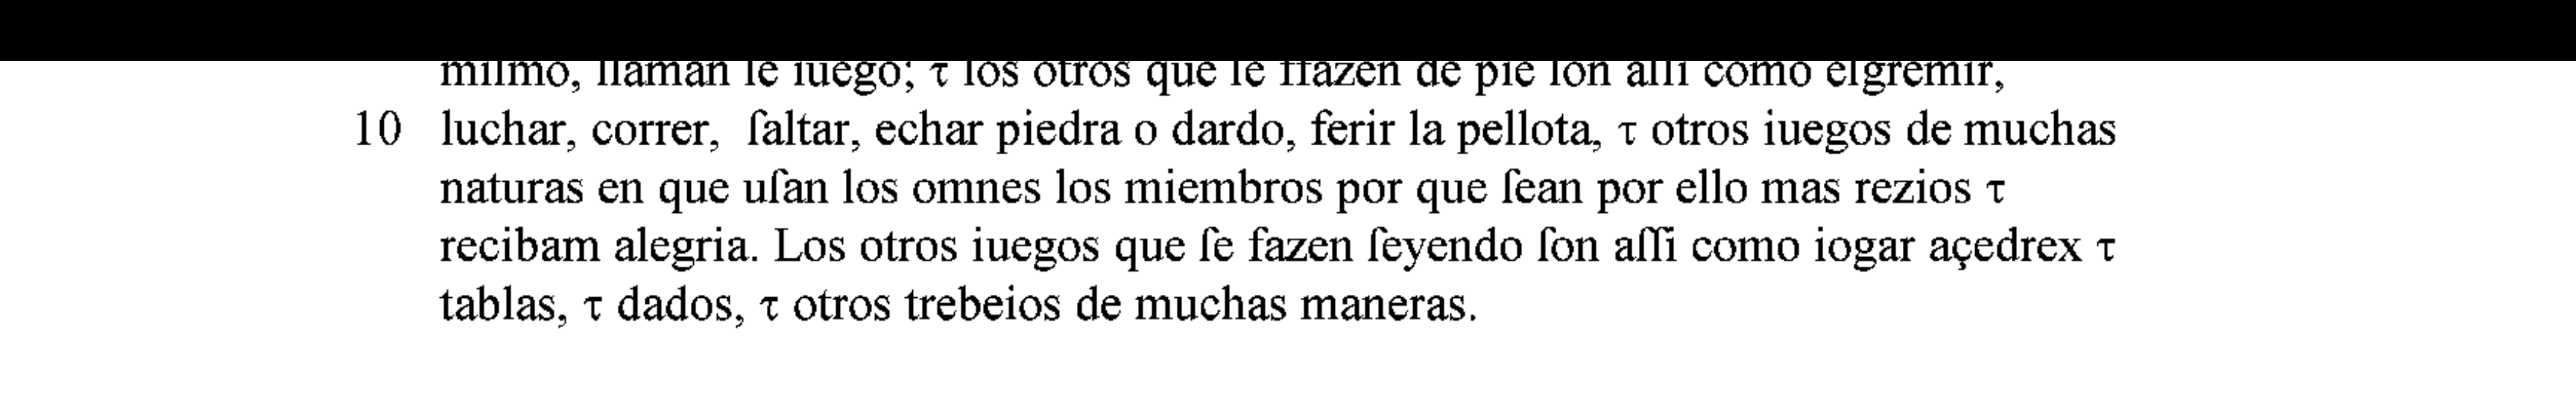 miſmo, llaman ſe iuego; τ los otros que ſe ffazen de pie ſon aſſi como eſgremir,
10 luchar, correr, ſaltar, echar piedra o dardo, ferir la pellota, τ otros iuegos de muchas
naturas en que uſan los omnes los miembros por que ſean por ello mas rezios τ
recibam alegria. Los otros iuegos que ſe fazen ſeyendo ſon aſſi como iogar açedrex τ
tablas, τ dados, τ otros trebeios de muchas maneras.